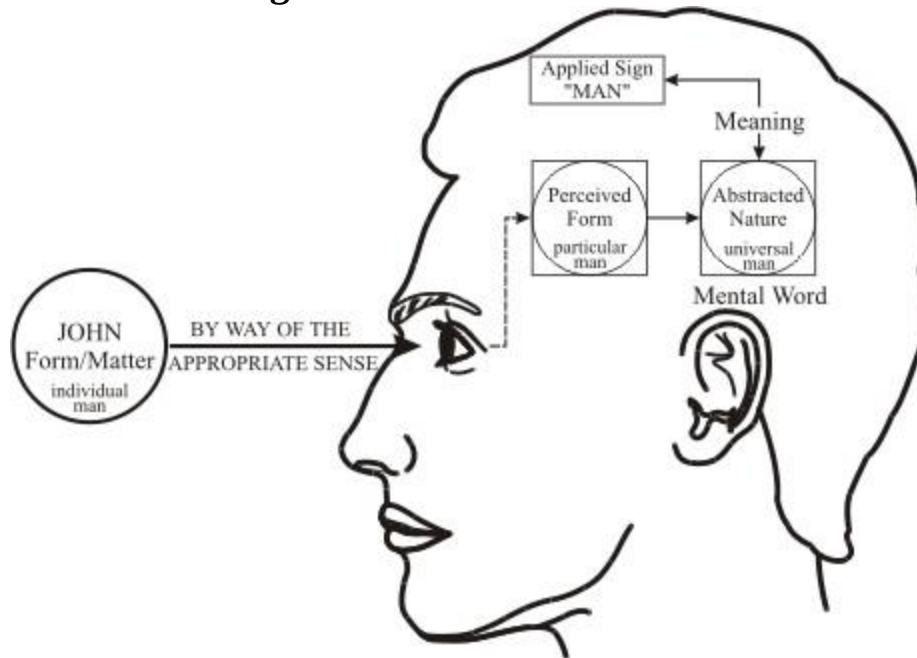 Applied Sign
"MAN"
Meaning
Perceived
Form
particular
man
Abstracted
Nature
universal
man
Mental Word
JOHN
Form/Matter
individual
man
BY WAY OF THE
APPROPRIATE SENSE